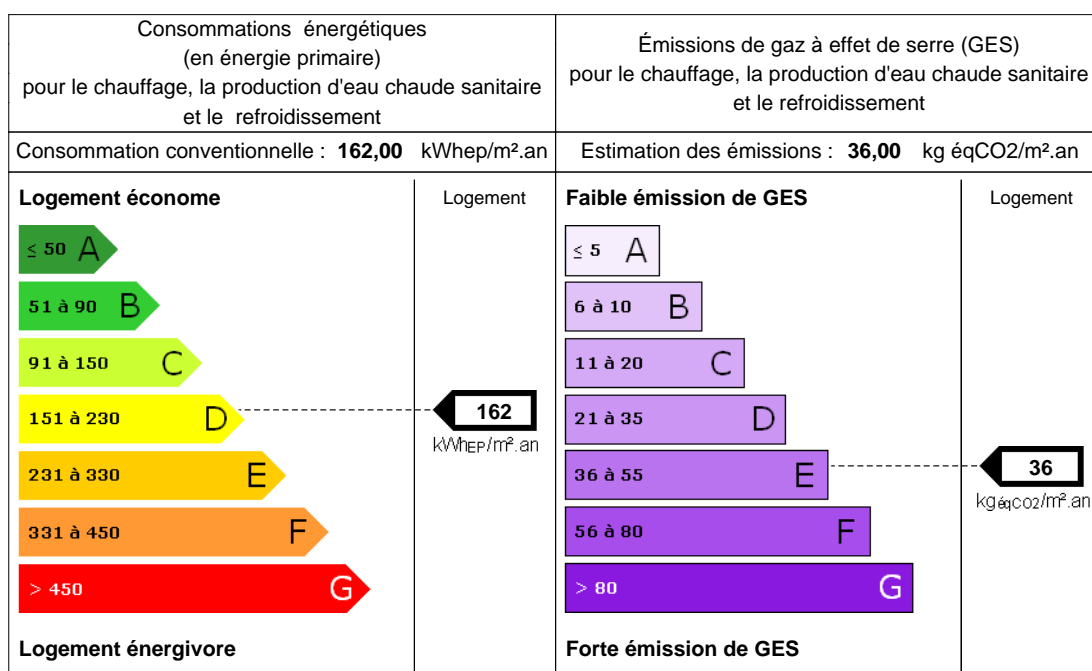 Consommations énergétiques
(en énergie primaire)
pour le chauffage, la production d'eau chaude sanitaire
et le refroidissement
Émissions de gaz à effet de serre (GES)
pour le chauffage, la production d'eau chaude sanitaire
et le refroidissement
Consommation conventionnelle : 162,00 kWhep/m².an
Estimation des émissions : 36,00 kg éqCO2/m².an
Logement économe
Logement
≤ 50 A
51 à 90 B
91 à 150 C
151 à 230 D
231 à 330 E
331 à 450 F
> 450 G
162
kWhEP/m².an
Logement énergivore
Faible émission de GES
Logement
≤ 5 A
6 à 10 B
11 à 20 C
21 à 35 D
36 à 55 E
56 à 80 F
> 80 G
36
kgéqCO2/m².an
Forte émission de GES